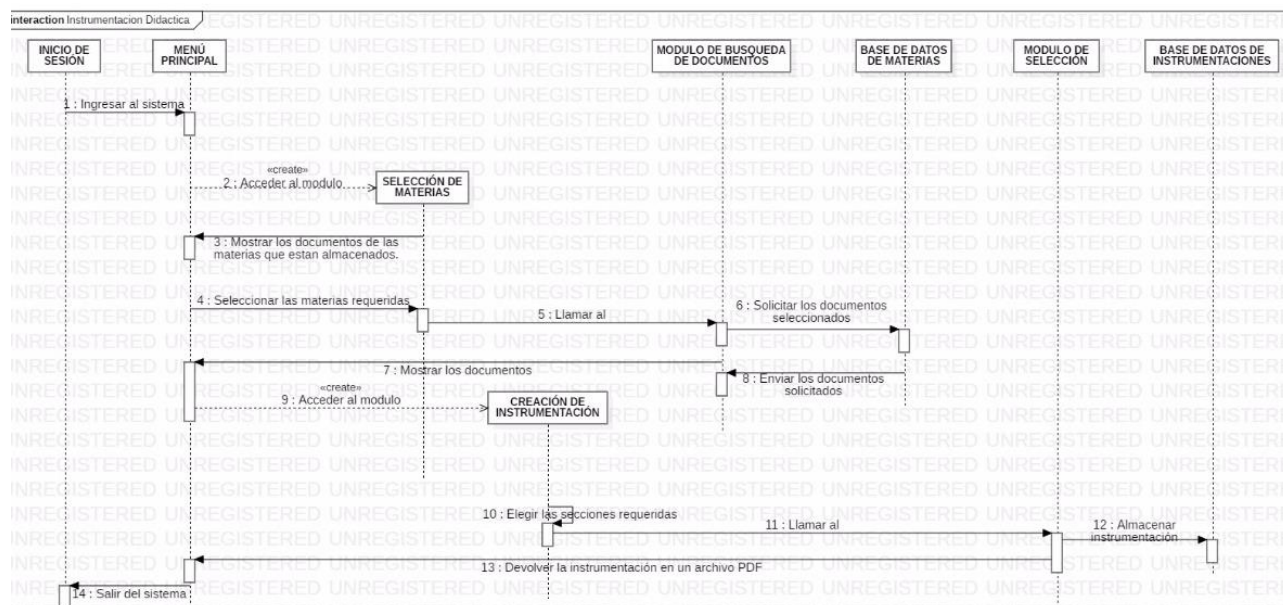 interaction Instrumentacion Didactica
INICIO DE
SESIÓN
MENÚ
PRINCIPAL
MODULO DE BUSQUEDA
DE DOCUMENTOS
BASE DE DATOS
DE MATERIAS
MODULO DE
SELECCIÓN
BASE DE DATOS DE
INSTRUMENTACIONES
1 : Ingresar al sistema
«create»
2 : Acceder al modulo
SELECCIÓN DE
MATERIAS
3 : Mostrar los documentos de las
materias que estan almacenados.
4 : Seleccionar las materias requeridas
5 : Llamar al
6 : Solicitar los documentos
seleccionados
7 : Mostrar los documentos
8 : Enviar los documentos
solicitados
«create»
9 : Acceder al modulo
CREACIÓN DE
INSTRUMENTACIÓN
10 : Elegir las secciones requeridas
11 : Llamar al
12 : Almacenar
instrumentación
13 : Devolver la instrumentación en un archivo PDF
14 : Salir del sistema
UNREGISTERED